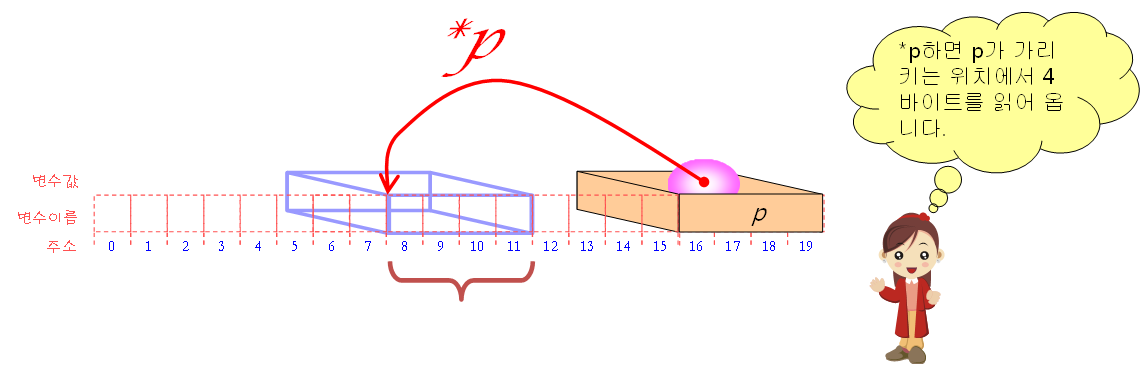 *p
*p하면 p가 가리
키는 위치에서 4
바이트를 읽어 옵
니다.
변수값
변수이름
p
주소 0 1 2 3 4 5 6 7 8 9 10 11 12 13 14 15 16 17 18 19